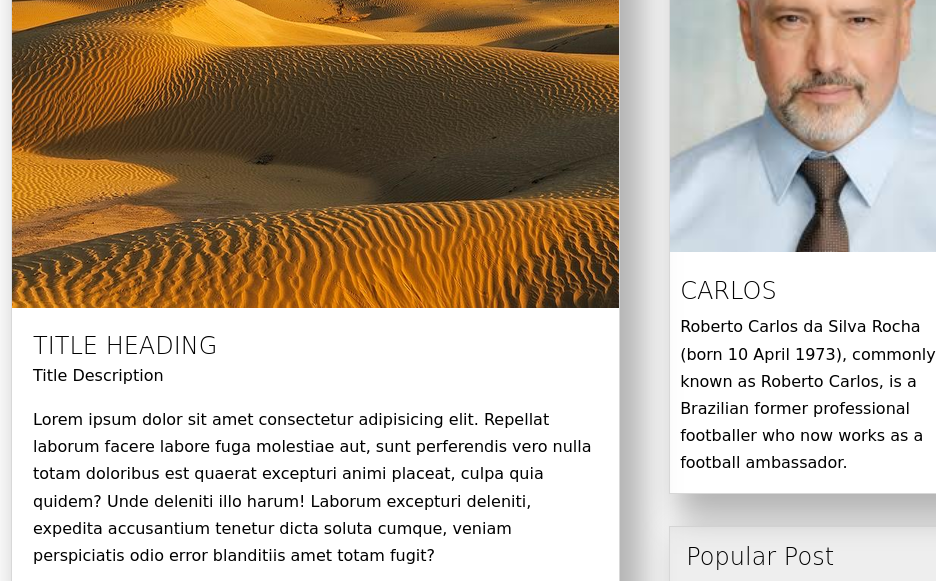 TITLE HEADING
Title Description
Lorem ipsum dolor sit amet consectetur adipisicing elit. Repellat
laborum facere labore fuga molestiae aut, sunt perferendis vero nulla
totam doloribus est quaerat excepturi animi placeat, culpa quia
quidem? Unde deleniti illo harum! Laborum excepturi deleniti,
expedita accusantium tenetur dicta soluta cumque, veniam
perspiciatis odio error blanditiis amet totam fugit?
CARLOS
Roberto Carlos da Silva Rocha
(born 10 April 1973), commonly
known as Roberto Carlos, is a
Brazilian former professional
footballer who now works as a
football ambassador.
Popular Post